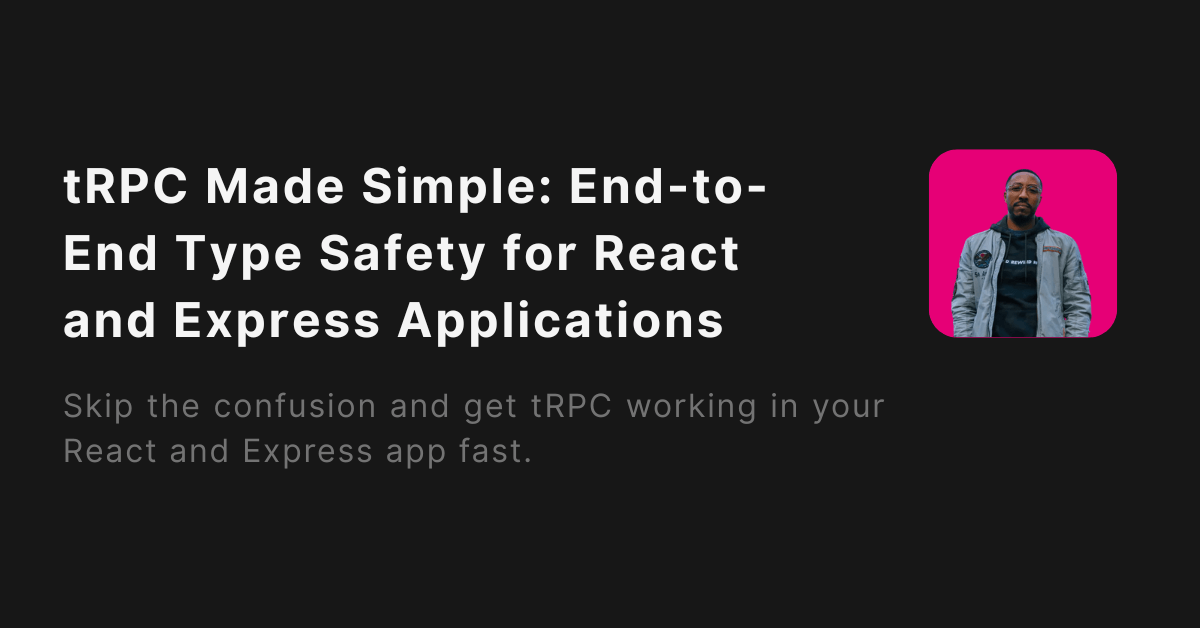 tRPC Made Simple: End-to-
End Type Safety for React
and Express Applications
Skip the confusion and get tRPC working in your
React and Express app fast.